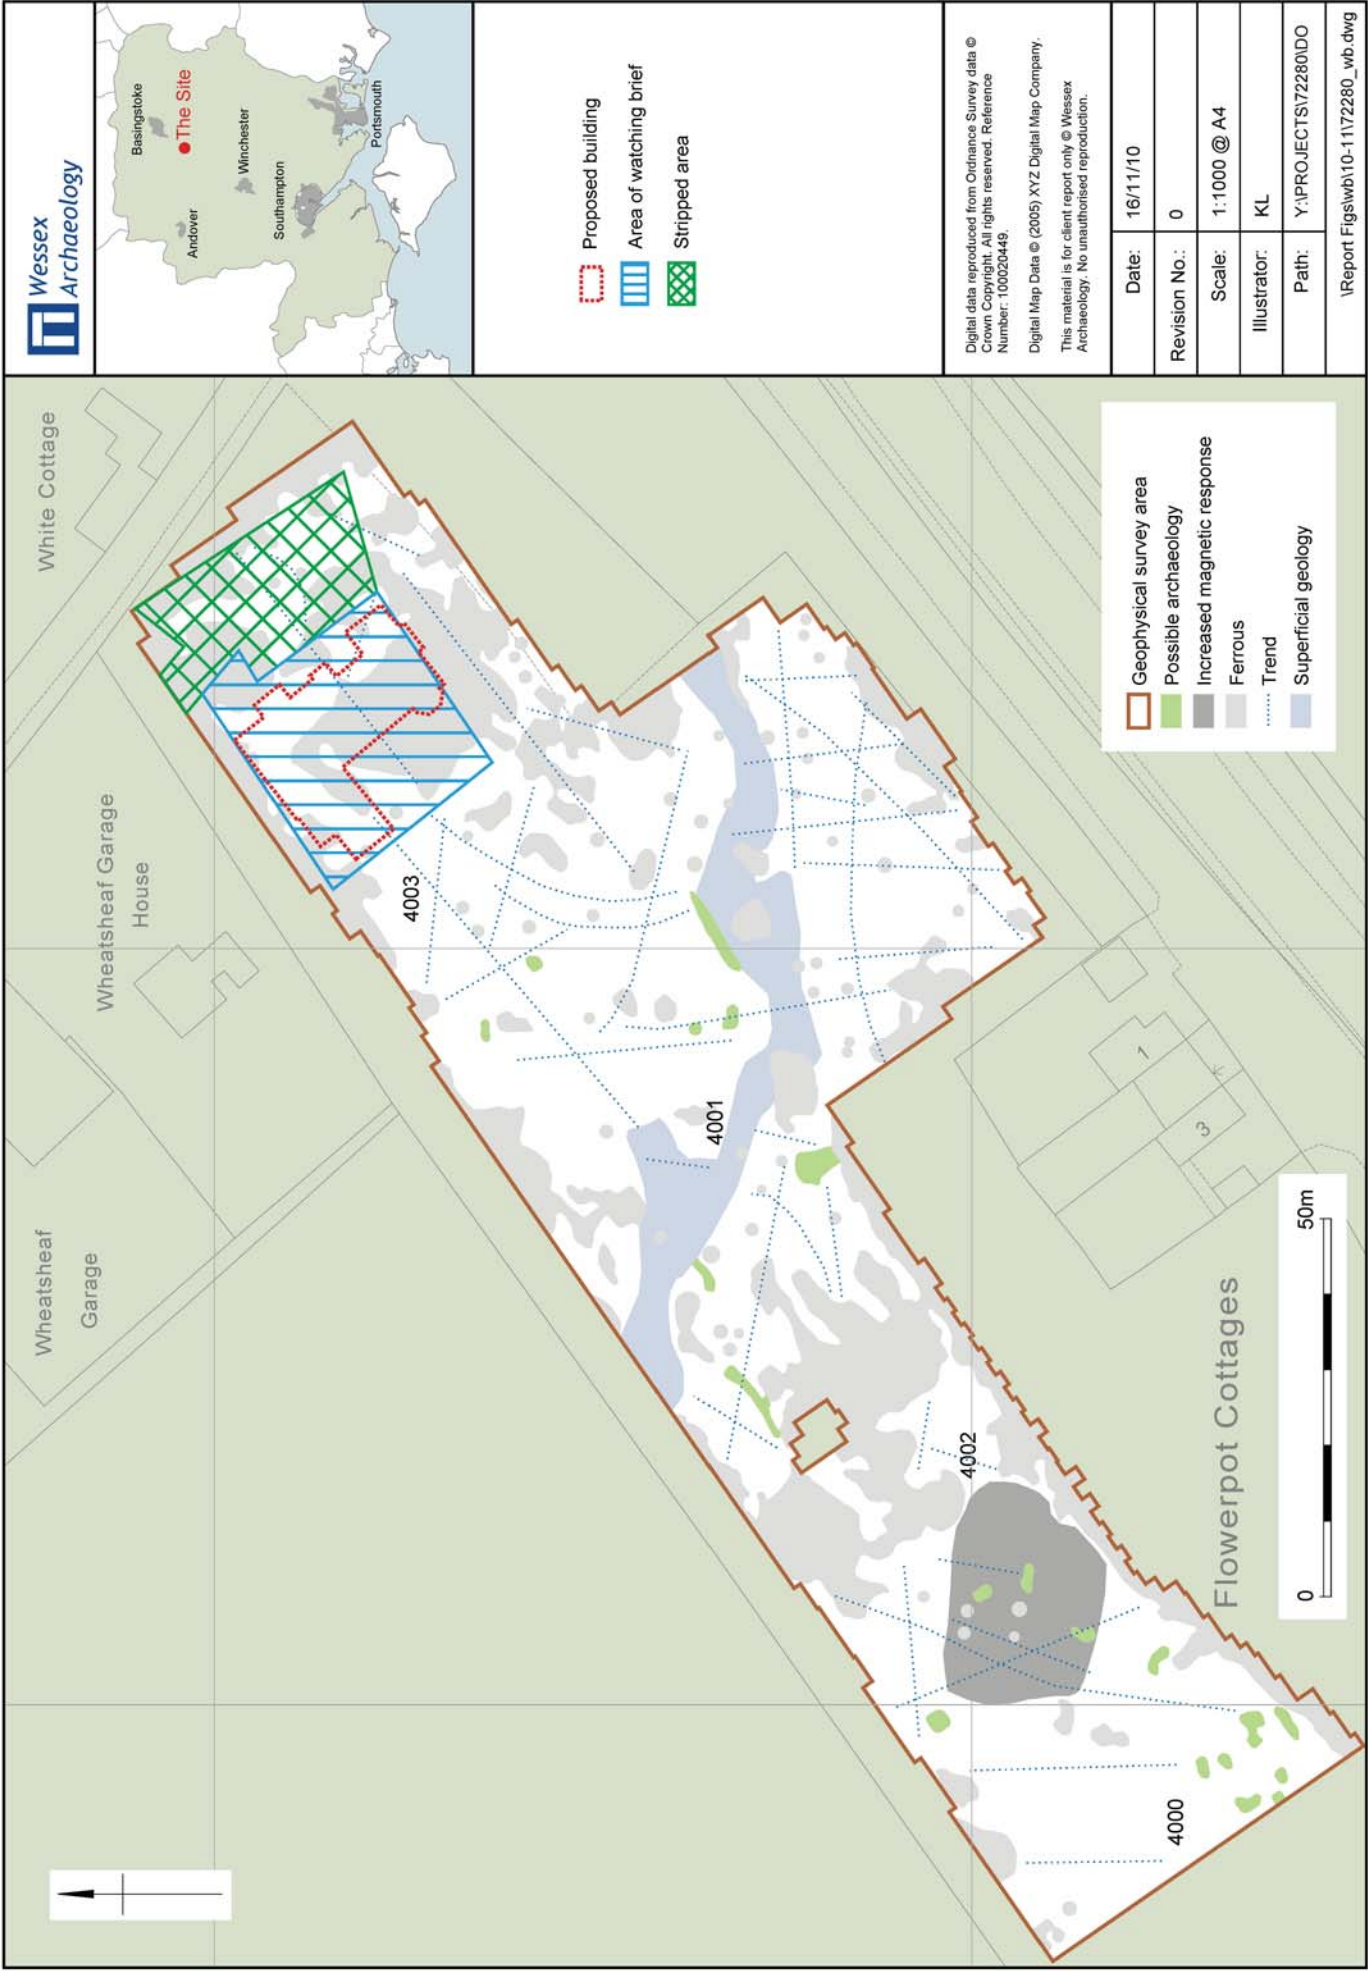 Wessex
Archaeology
Andover
Basingstoke
The Site
Winchester
Southampton
Portsmouth
Proposed building
Area of watching brief
Stripped area
Digital data reproduced from Ordnance Survey data ©
Crown Copyright. All rights reserved. Reference
Number: 100020449.
Digital Map Data © (2005) XYZ Digital Map Company.
This material is for client report only © Wessex
Archaeology. No unauthorised reproduction.
Date: 16/11/10
Revision No.: 0
Scale: 1:1000 @ A4
Illustrator: KL
Path: Y:\PROJECTS\72280\DO
\Report Figs\wb\10-11\72280_wb.dwg
Wheatsheaf
Garage
Wheatsheaf Garage
House
White Cottage
4003
4001
4002
4000
1
3
Flowerpot Cottages
0 50m
Geophysical survey area
Possible archaeology
Increased magnetic response
Ferrous
Trend
Superficial geology